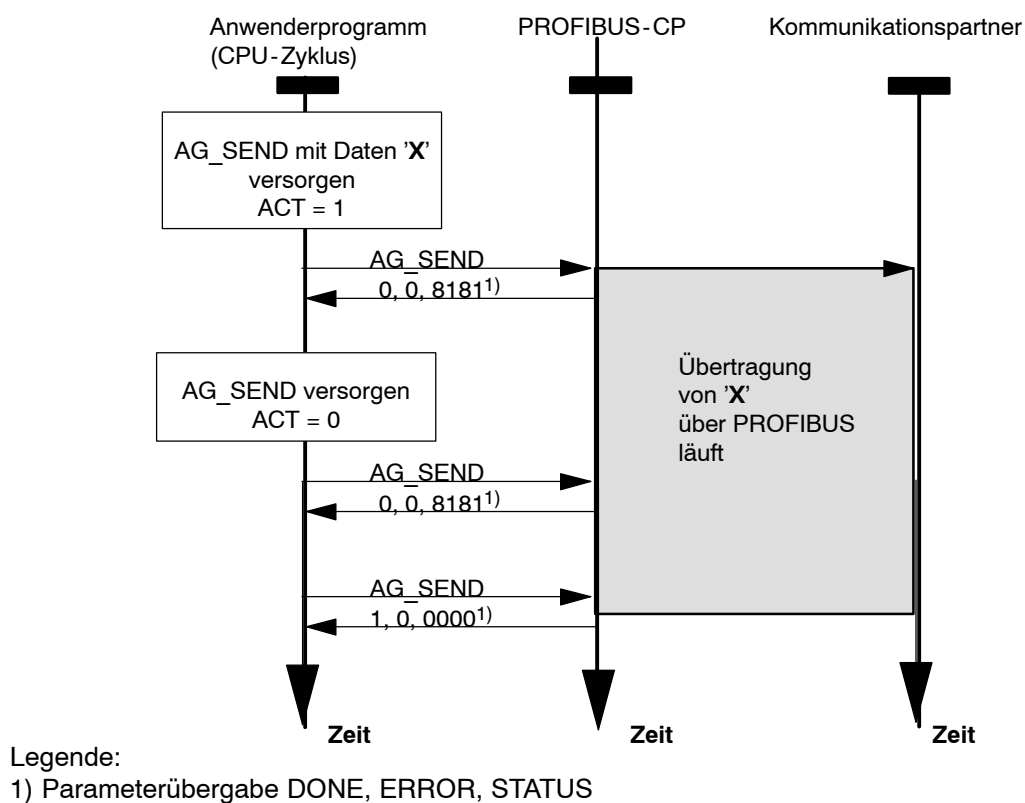 Anwenderprogramm
(CPU-Zyklus)
PROFIBUS-CP
Kommunikationspartner
AG_SEND mit Daten ’X’
versorgen
ACT = 1
AG_SEND
0, 0, 8181¹⁾
AG_SEND versorgen
ACT = 0
Übertragung
von ’X’
über PROFIBUS
läuft
AG_SEND
0, 0, 8181¹⁾
AG_SEND
1, 0, 0000¹⁾
Zeit
Zeit
Zeit
Legende:
1) Parameterübergabe DONE, ERROR, STATUS